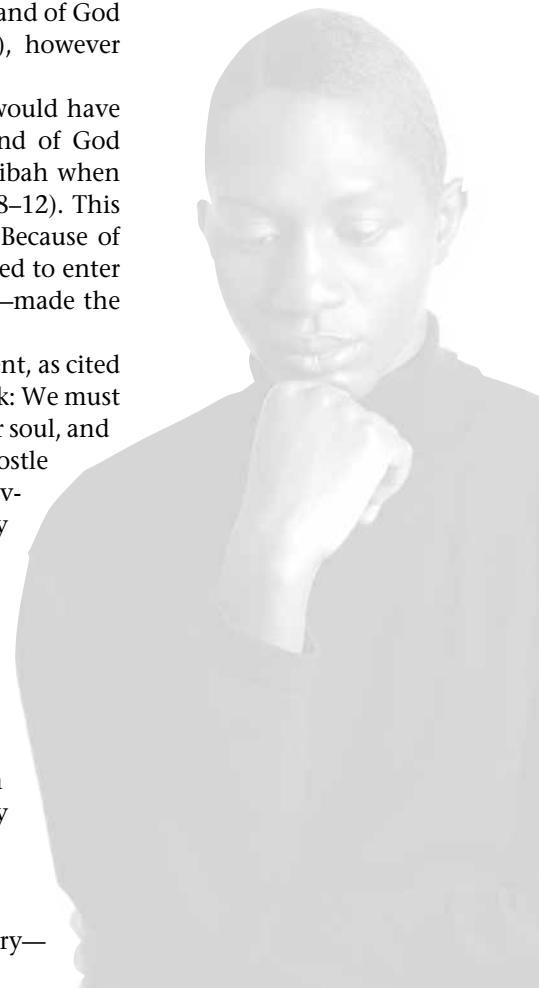 and of God
), however
would have
nd of God
ibah when
8–12). This
Because of
ed to enter
—made the
nt, as cited
k: We must
r soul, and
ostle
v-
y
y
ry—